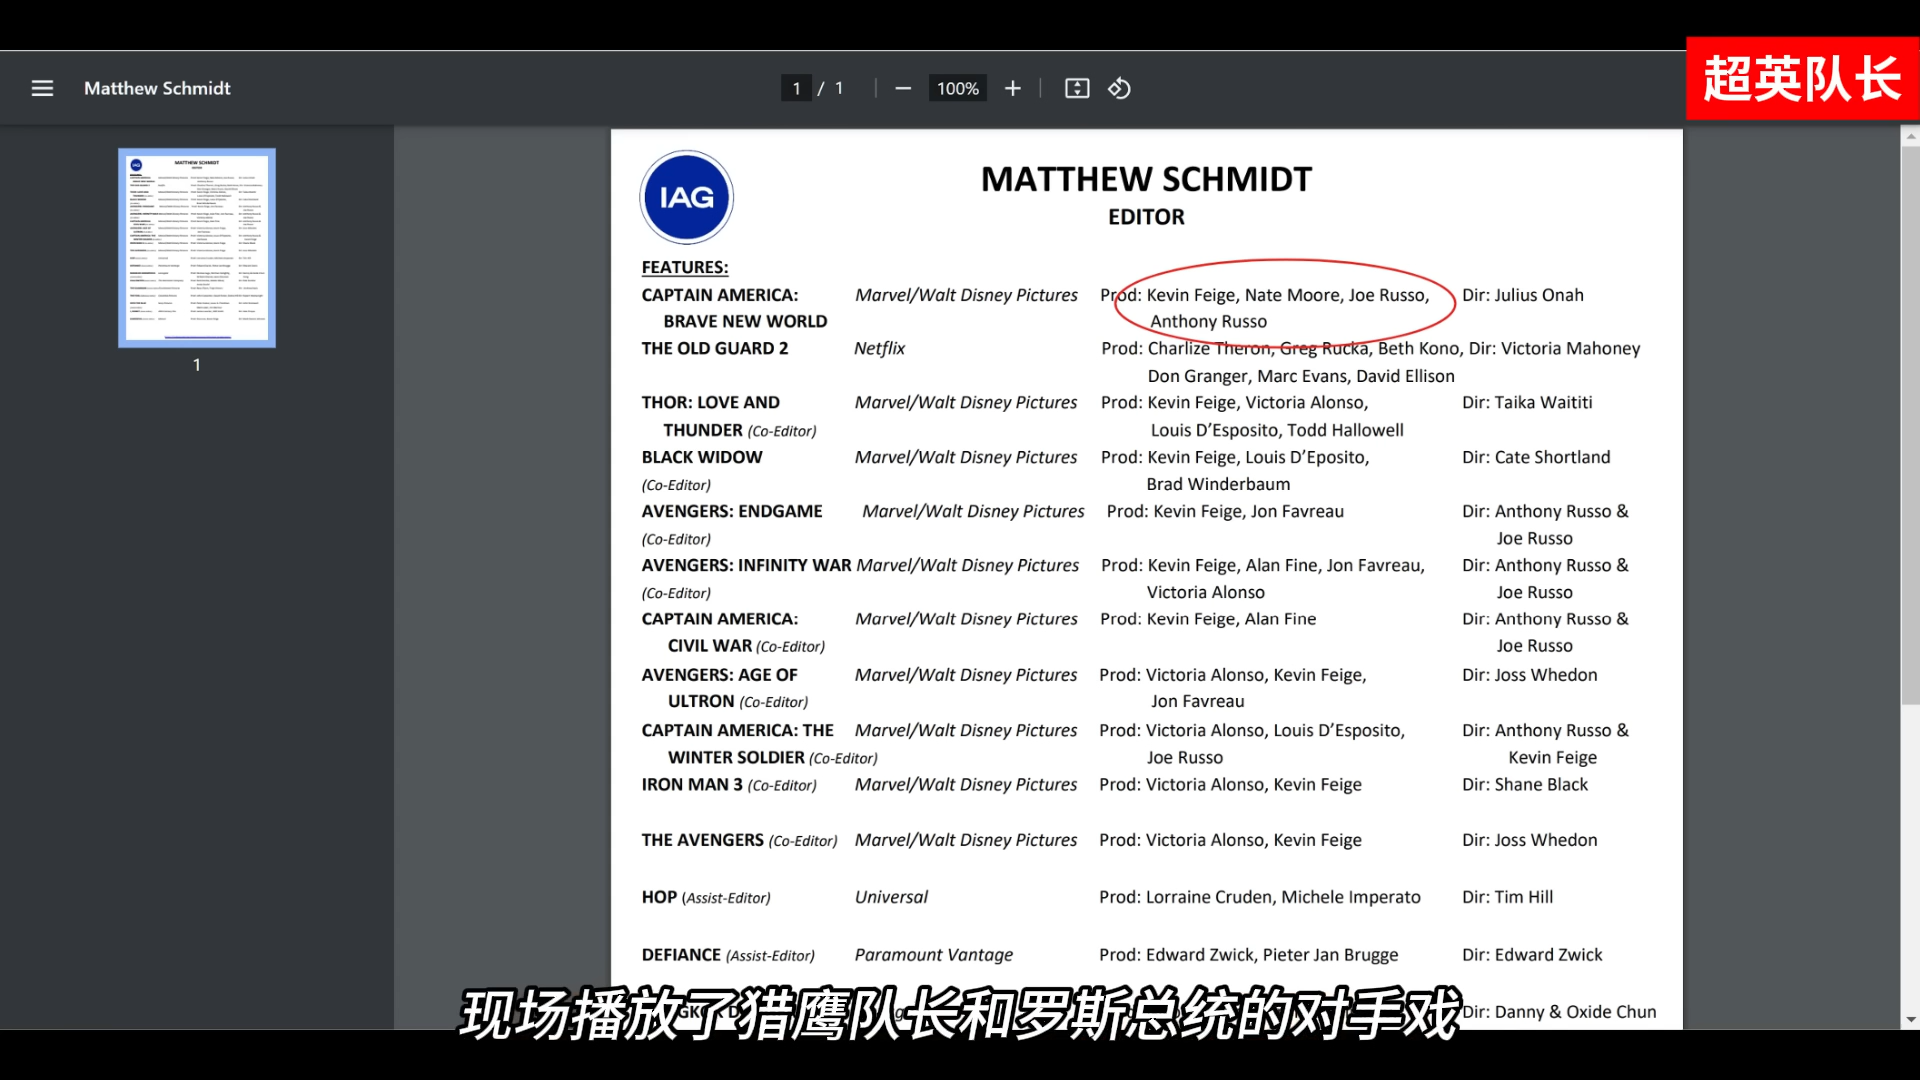 Matthew Schmidt
1 / 1
100%
超英队长
1
IAG
MATTHEW SCHMIDT
EDITOR
FEATURES:
CAPTAIN AMERICA: Marvel/Walt Disney Pictures Prod: Kevin Feige, Nate Moore, Joe Russo, Dir: Julius Onah
BRAVE NEW WORLD Anthony Russo
THE OLD GUARD 2 Netflix Prod: Charlize Theron, Greg Rucka, Beth Kono, Dir: Victoria Mahoney
Don Granger, Marc Evans, David Ellison
THOR: LOVE AND Marvel/Walt Disney Pictures Prod: Kevin Feige, Victoria Alonso, Dir: Taika Waititi
THUNDER (Co-Editor) Louis D’Esposito, Todd Hallowell
BLACK WIDOW Marvel/Walt Disney Pictures Prod: Kevin Feige, Louis D’Eposito, Dir: Cate Shortland
(Co-Editor) Brad Winderbaum
AVENGERS: ENDGAME Marvel/Walt Disney Pictures Prod: Kevin Feige, Jon Favreau Dir: Anthony Russo &
(Co-Editor) Joe Russo
AVENGERS: INFINITY WAR Marvel/Walt Disney Pictures Prod: Kevin Feige, Alan Fine, Jon Favreau, Dir: Anthony Russo &
(Co-Editor) Victoria Alonso Joe Russo
CAPTAIN AMERICA: Marvel/Walt Disney Pictures Prod: Kevin Feige, Alan Fine Dir: Anthony Russo &
CIVIL WAR (Co-Editor) Joe Russo
AVENGERS: AGE OF Marvel/Walt Disney Pictures Prod: Victoria Alonso, Kevin Feige, Dir: Joss Whedon
ULTRON (Co-Editor) Jon Favreau
CAPTAIN AMERICA: THE Marvel/Walt Disney Pictures Prod: Victoria Alonso, Louis D’Esposito, Dir: Anthony Russo &
WINTER SOLDIER (Co-Editor) Joe Russo Kevin Feige
IRON MAN 3 (Co-Editor) Marvel/Walt Disney Pictures Prod: Victoria Alonso, Kevin Feige Dir: Shane Black
THE AVENGERS (Co-Editor) Marvel/Walt Disney Pictures Prod: Victoria Alonso, Kevin Feige Dir: Joss Whedon
HOP (Assist-Editor) Universal Prod: Lorraine Cruden, Michele Imperato Dir: Tim Hill
DEFIANCE (Assist-Editor) Paramount Vantage Prod: Edward Zwick, Pieter Jan Brugge Dir: Edward Zwick
Dir: Danny & Oxide Chun
现场播放了猎鹰队长和罗斯总统的对手戏